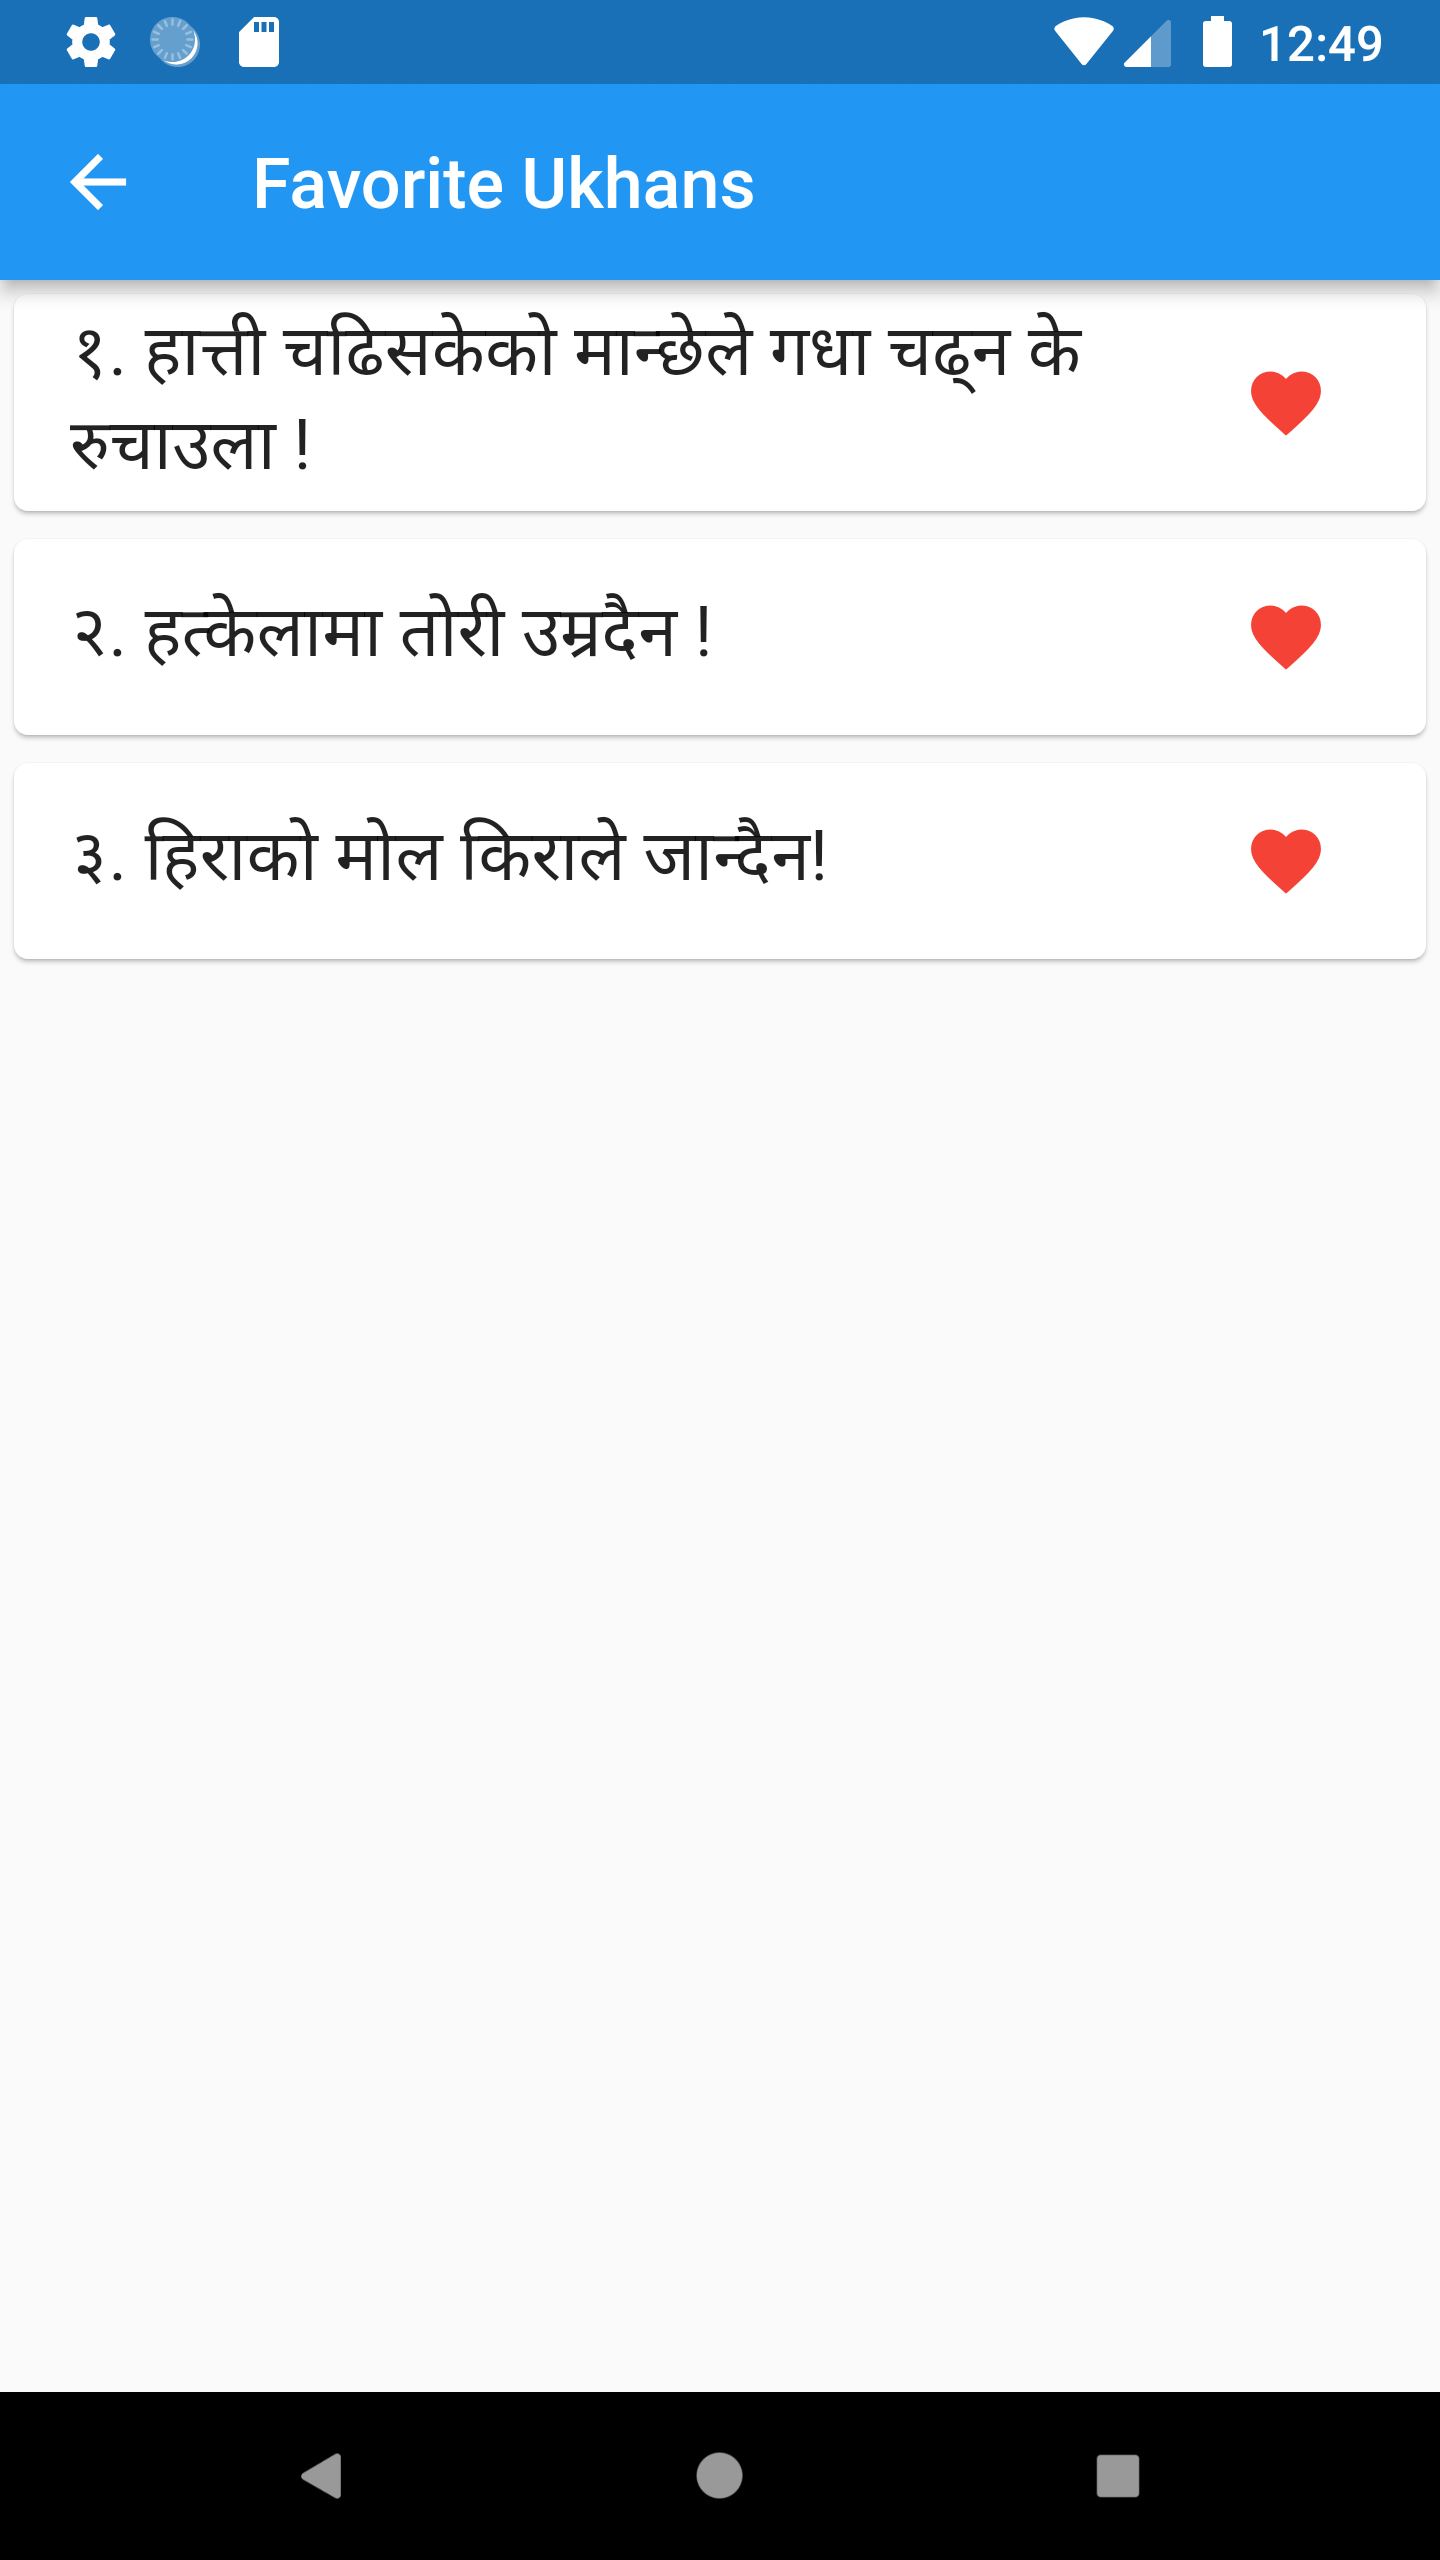 12:49
Favorite Ukhans
१. हात्ती चढिसकेको मान्छेले गधा चढ्न के
रुचाउला !
२. हत्केलामा तोरी उम्रदैन !
३. हिराको मोल किराले जान्दैन!